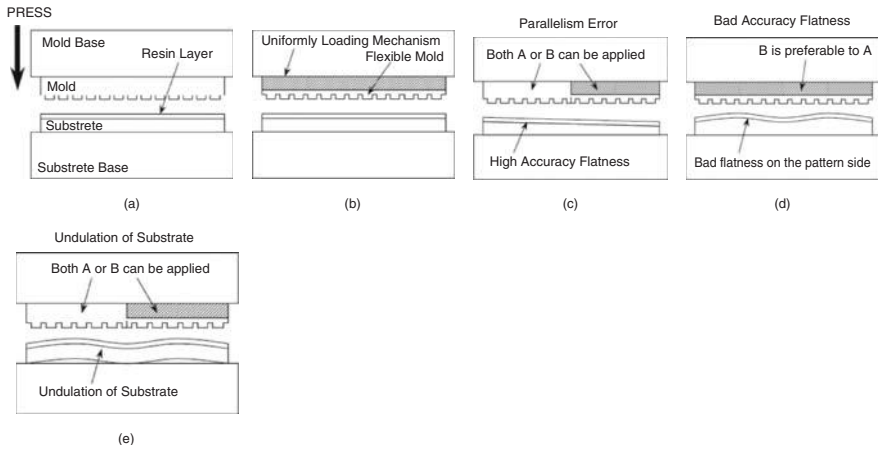 PRESS
Mold Base
Resin Layer
Mold
Substrete
Substrete Base
(a)
Uniformly Loading Mechanism
Flexible Mold
(b)
Parallelism Error
Both A or B can be applied
High Accuracy Flatness
(c)
Bad Accuracy Flatness
B is preferable to A
Bad flatness on the pattern side
(d)
Undulation of Substrate
Both A or B can be applied
Undulation of Substrate
(e)